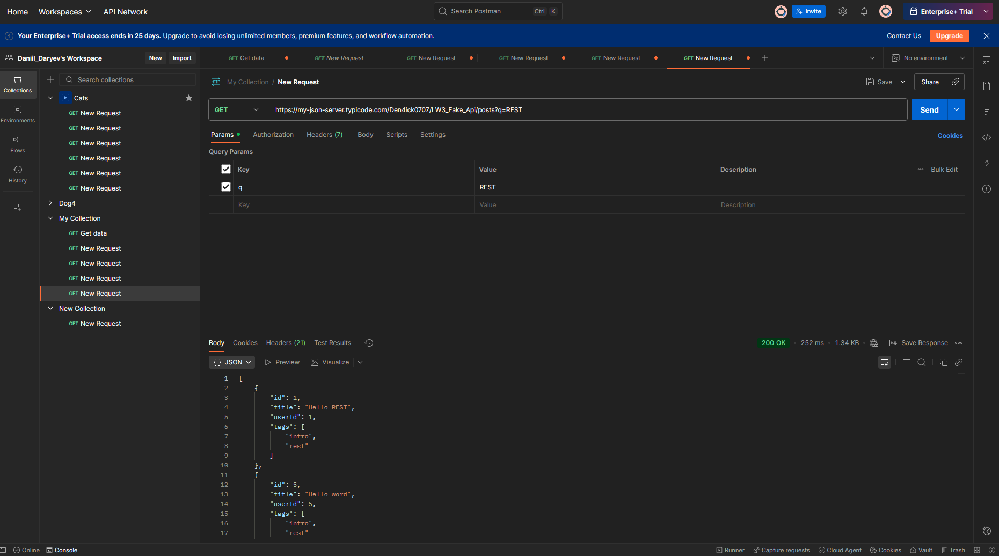 Home Workspaces API Network Search Postman Ctrl K Invite Enterprise+ Trial
Your Enterprise+ Trial access ends in 25 days. Upgrade to avoid losing unlimited members, premium features, and workflow automation. Contact Us Upgrade
Daniil_Daryev's Workspace New Import
GET Get data GET New Request GET New Request GET New Request GET New Request GET New Request No environment
Collections
Environments
Flows
History
Search collections
Cats
GET New Request
GET New Request
GET New Request
GET New Request
GET New Request
GET New Request
Dog4
My Collection
GET Get data
GET New Request
GET New Request
GET New Request
GET New Request
New Collection
GET New Request
HTTP My Collection / New Request Save Share
GET https://my-json-server.typicode.com/Den4ick0707/LW3_Fake_Api/posts?q=REST Send
Params Authorization Headers (7) Body Scripts Settings Cookies
Query Params
Key Value Description Bulk Edit
q REST
Key Value Description
Body Cookies Headers (21) Test Results 200 OK 252 ms 1.34 KB e.g. Save Response
{} JSON Preview Visualize
1 [
2 {
3 "id": 1,
4 "title": "Hello REST",
5 "userId": 1,
6 "tags": [
7 "intro",
8 "rest"
9 ]
10 },
11 {
12 "id": 5,
13 "title": "Hello word",
14 "userId": 5,
15 "tags": [
16 "intro",
17 "rest"
Online Console Runner Capture requests Cloud Agent Cookies Vault Trash